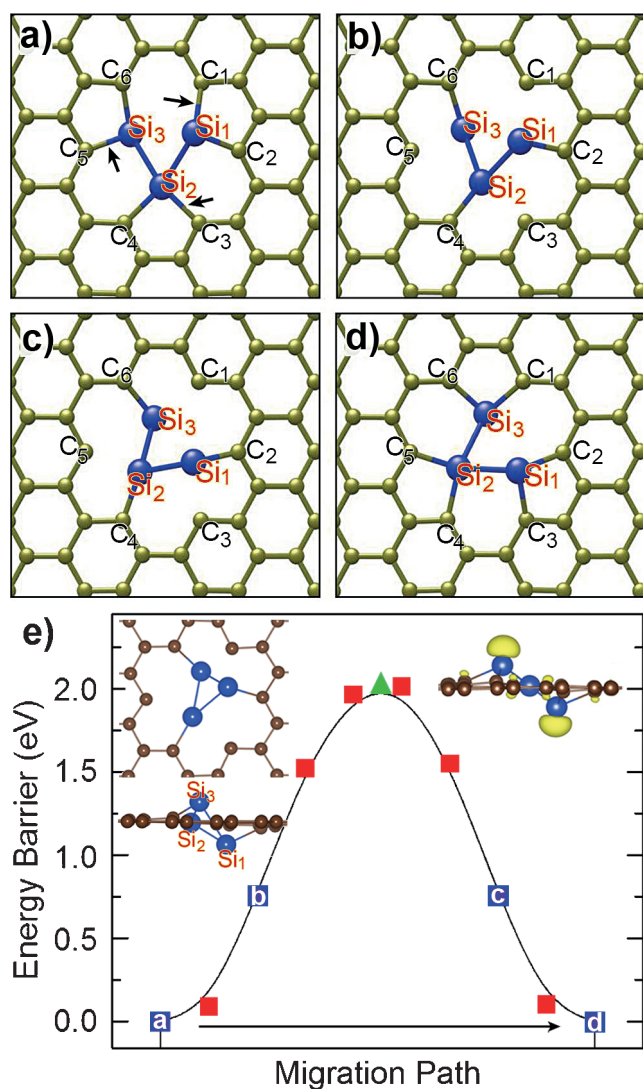 a)
C6 C1
Si3 Si1
C5 C2
Si2
C4 C3
b)
C6 C1
Si3 Si1
C5 C2
Si2
C4 C3
c)
C6 C1
Si3
C5 C2
Si2 Si1
C4 C3
d)
C6 C1
Si3
C5 C2
Si2 Si1
C4 C3
e)
Energy Barrier (eV)
2.0
1.5
1.0
0.5
0.0
Si3
Si2
Si1
b
c
a
d
Migration Path